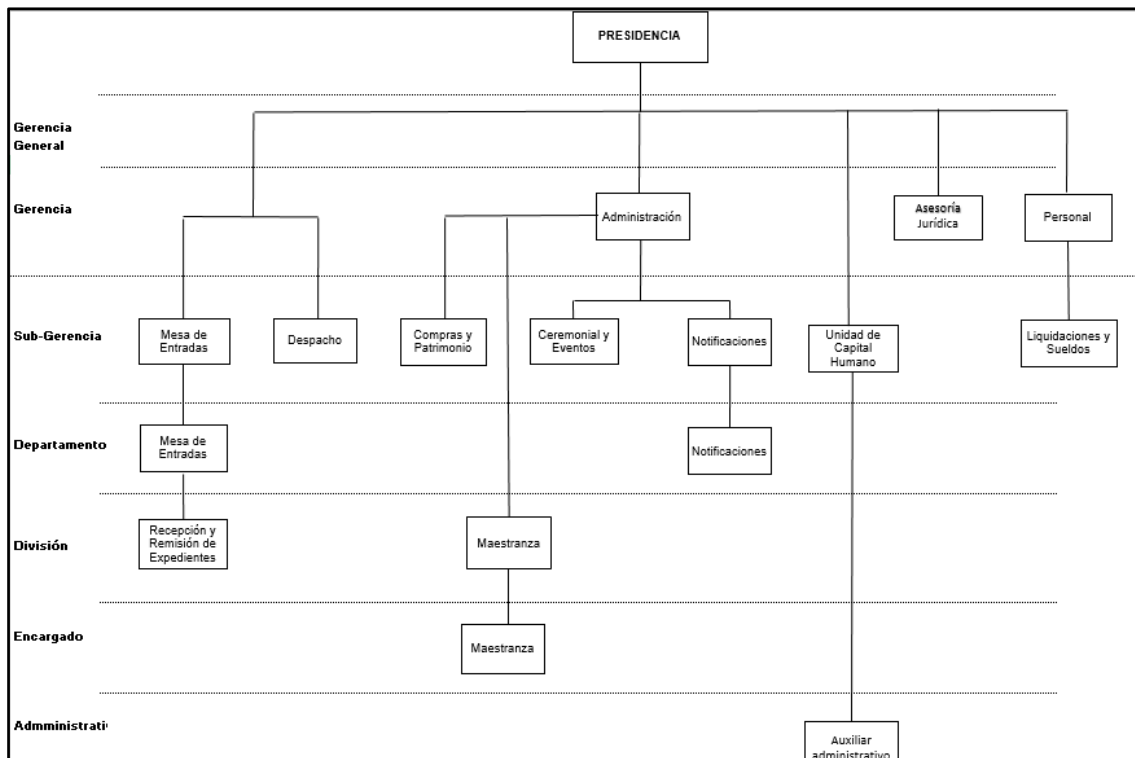 PRESIDENCIA
Gerencia
General
Gerencia
Administración
Asesoría
Jurídica
Personal
Sub-Gerencia
Mesa de
Entradas
Despacho
Compras y
Patrimonio
Ceremonial y
Eventos
Notificaciones
Unidad de
Capital
Humano
Liquidaciones y
Sueldos
Departamento
Mesa de
Entradas
Notificaciones
División
Recepción y
Remisión de
Expedientes
Maestranza
Encargado
Maestranza
Admministrati
Auxiliar
administrativo